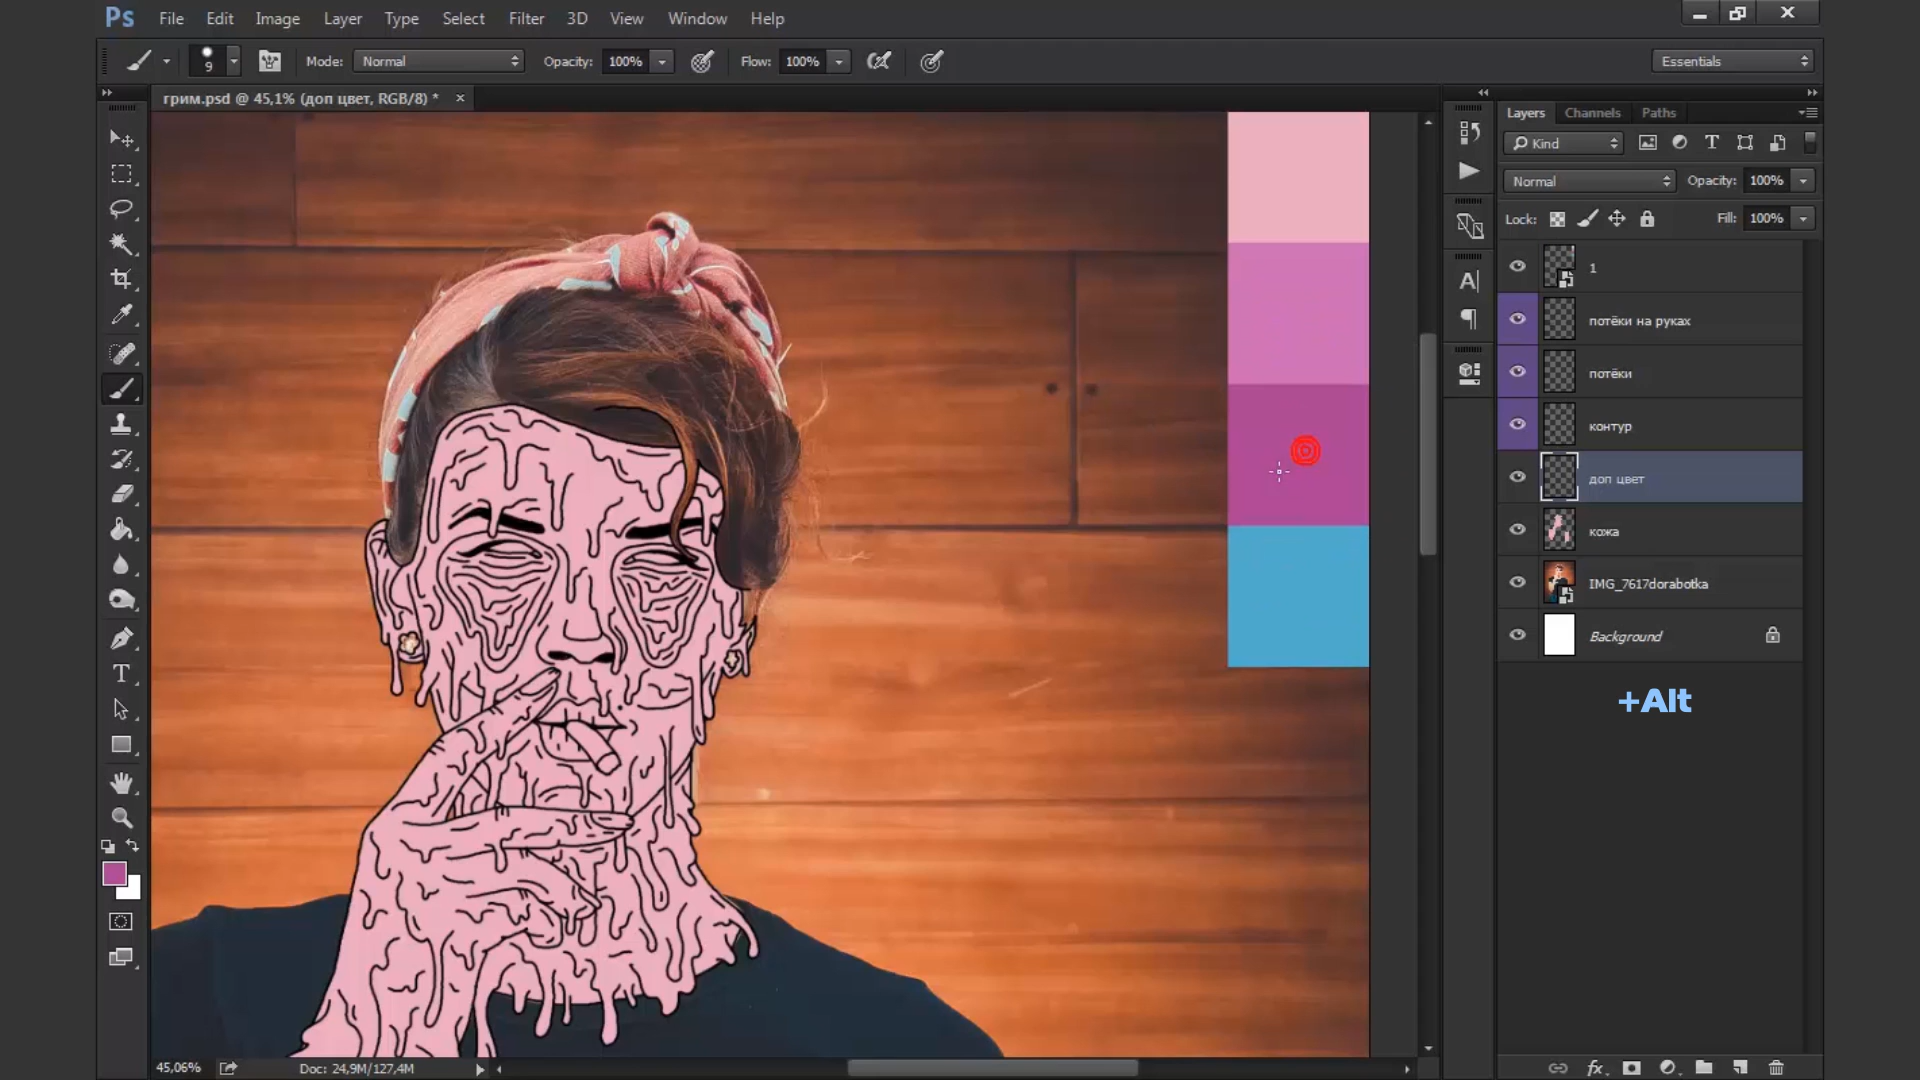 Ps File Edit Image Layer Type Select Filter 3D View Window Help
9 Mode: Normal Opacity: 100% Flow: 100% Essentials
грим.psd @ 45,1% (доп цвет, RGB/8) * ×
Layers Channels Paths
Kind
Normal Opacity: 100%
Lock: Fill: 100%
1
потёки на руках
потёки
контур
доп цвет
кожа
IMG_7617dorabotka
Background
+Alt
45,06% Doc: 24,9M/127,4M